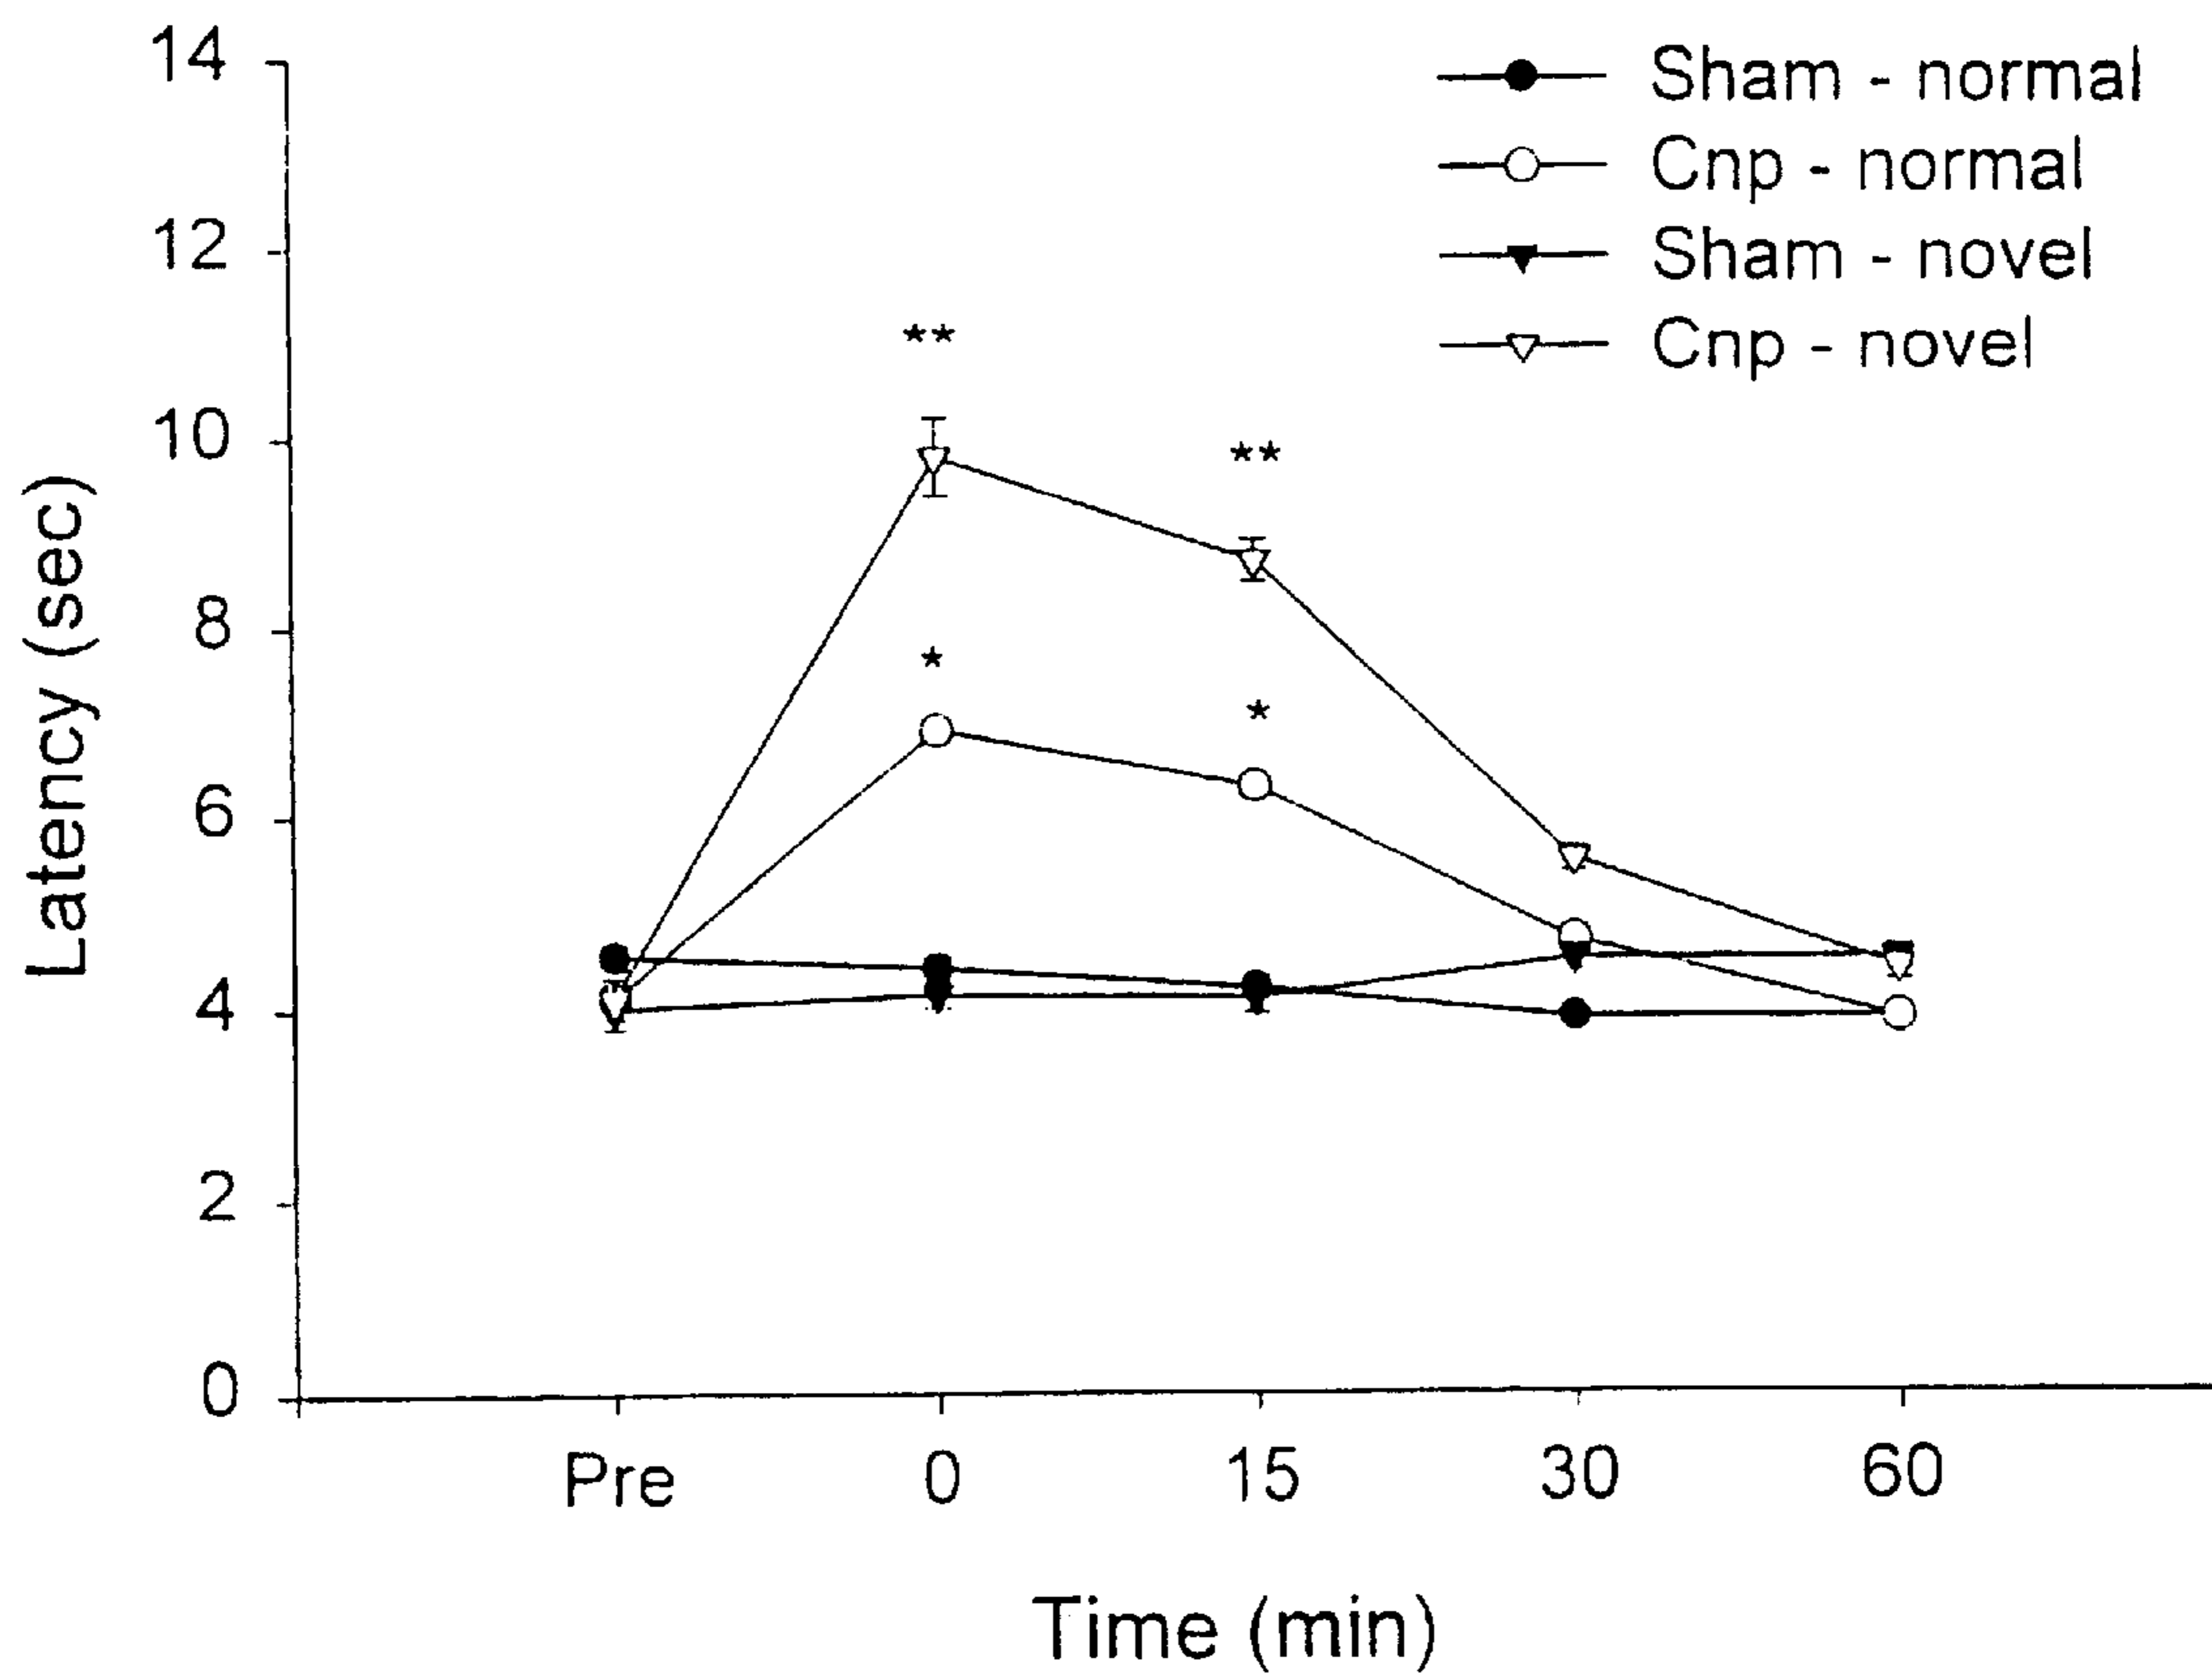 14
12
10
8
6
4
2
0
Latency (sec)
Sham - normal
Cnp - normal
Sham - novel
Cnp - novel
**
**
*
*
Pre 0 15 30 60
Time (min)